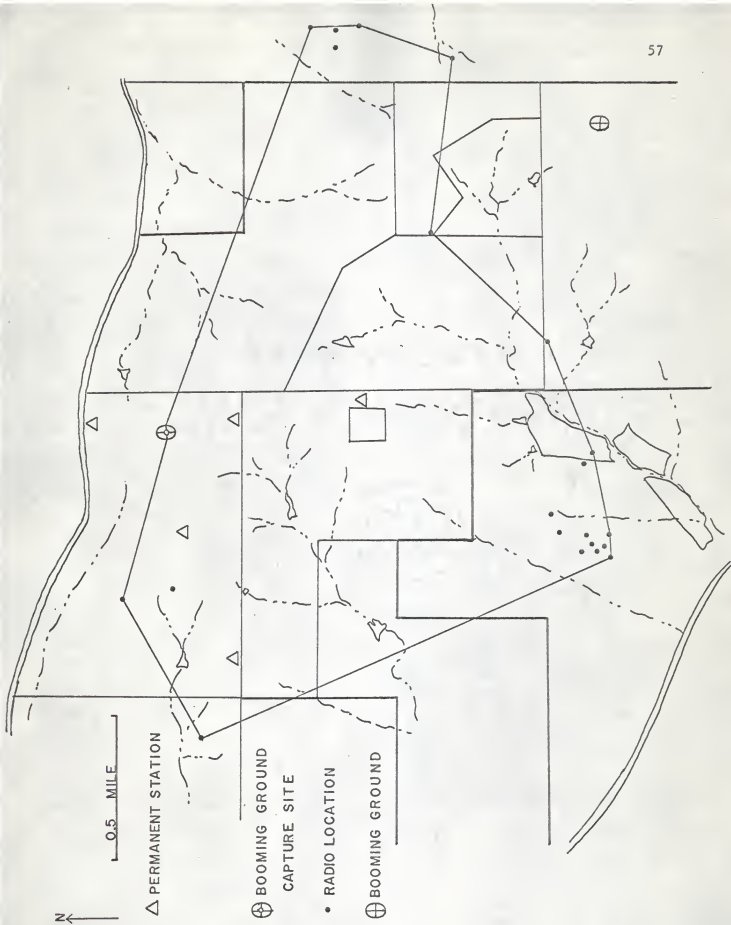 57
N
0.5 MILE
PERMANENT STATION
BOOMING GROUND
CAPTURE SITE
RADIO LOCATION
BOOMING GROUND